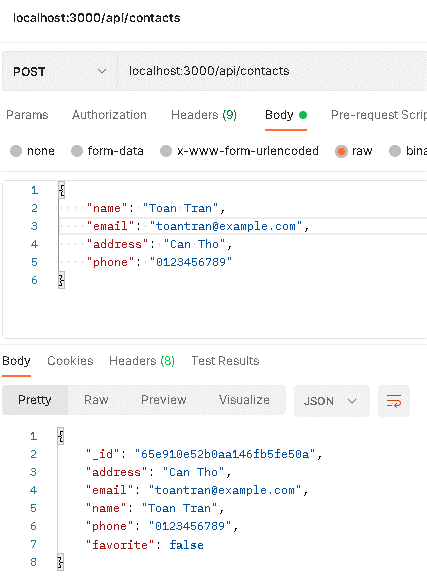 localhost:3000/api/contacts
POST localhost:3000/api/contacts
Params Authorization Headers (9) Body Pre-request Scrip
none form-data x-www-form-urlencoded raw bina
1 {
2 "name": "Toan Tran",
3 "email": "toantran@example.com",
4 "address": "Can Tho",
5 "phone": "0123456789"
6 }
Body Cookies Headers (8) Test Results
Pretty Raw Preview Visualize JSON
1 {
2 "_id": "65e910e52b0aa146fb5fe50a",
3 "address": "Can Tho",
4 "email": "toantran@example.com",
5 "name": "Toan Tran",
6 "phone": "0123456789",
7 "favorite": false
8 }